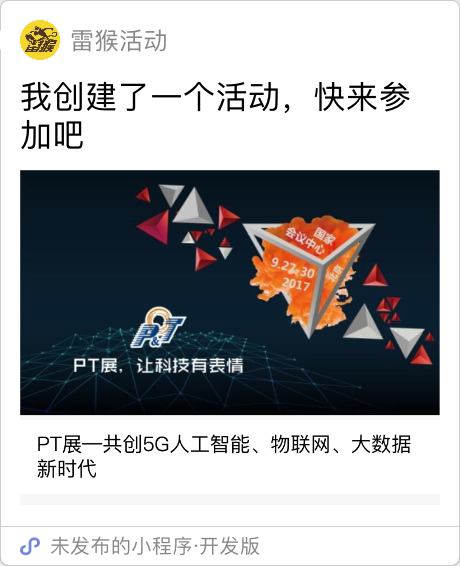 雷猴
雷猴活动
我创建了一个活动，快来参
加吧
国家
会议中心
9.27-30
2017
P&T
PT展，让科技有表情
PT展—共创5G人工智能、物联网、大数据
新时代
未发布的小程序·开发版